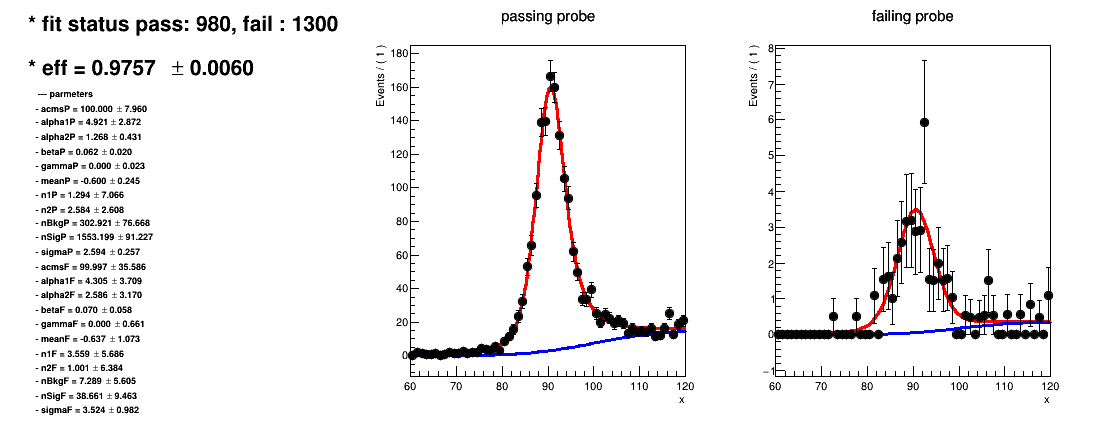 * fit status pass: 980, fail : 1300
* eff = 0.9757 ± 0.0060
--- parmeters
- acmsP = 100.000 ± 7.960
- alpha1P = 4.921 ± 2.872
- alpha2P = 1.268 ± 0.431
- betaP = 0.062 ± 0.020
- gammaP = 0.000 ± 0.023
- meanP = -0.600 ± 0.245
- n1P = 1.294 ± 7.066
- n2P = 2.584 ± 2.608
- nBkgP = 302.921 ± 76.668
- nSigP = 1553.199 ± 91.227
- sigmaP = 2.594 ± 0.257
- acmsF = 99.997 ± 35.586
- alpha1F = 4.305 ± 3.709
- alpha2F = 2.586 ± 3.170
- betaF = 0.070 ± 0.058
- gammaF = 0.000 ± 0.661
- meanF = -0.637 ± 1.073
- n1F = 3.559 ± 5.686
- n2F = 1.001 ± 6.384
- nBkgF = 7.289 ± 5.605
- nSigF = 38.661 ± 9.463
- sigmaF = 3.524 ± 0.982
passing probe
Events / ( 1 )
180
160
140
120
100
80
60
40
20
0
60 70 80 90 100 110 120
x
failing probe
Events / ( 1 )
8
7
6
5
4
3
2
1
0
−1
60 70 80 90 100 110 120
x